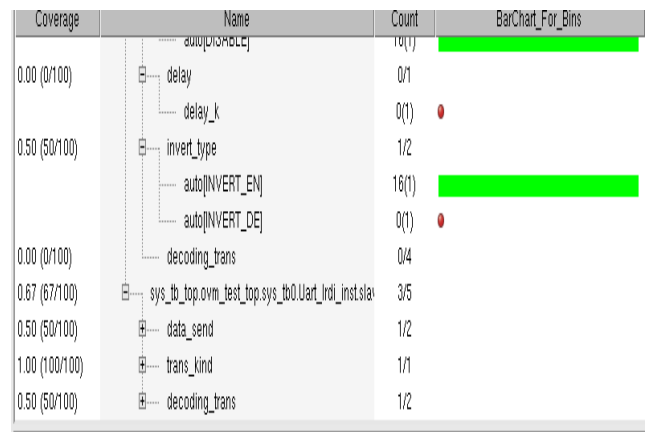 Coverage Name Count BarChart_For_Bins
auto[DISABLE] 16(1)
0.00 (0/100) delay 0/1
delay_k 0(1)
0.50 (50/100) invert_type 1/2
auto[INVERT_EN] 16(1)
auto[INVERT_DE] 0(1)
0.00 (0/100) decoding_trans 0/4
0.67 (67/100) sys_tb_top.ovm_test_top.sys_tb0.Uart_Irdi_inst.sla 3/5
0.50 (50/100) data_send 1/2
1.00 (100/100) trans_kind 1/1
0.50 (50/100) decoding_trans 1/2